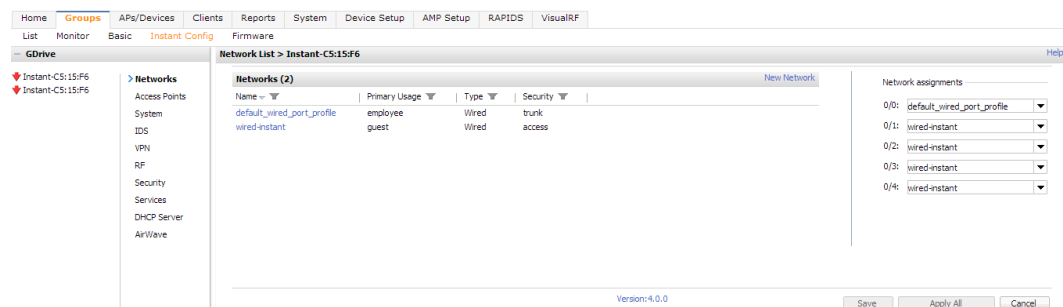 Home Groups APs/Devices Clients Reports System Device Setup AMP Setup RAPIDS VisualRF
List Monitor Basic Instant Config Firmware
GDrive
Instant-C5:15:F6
Instant-C5:15:F6
Networks
Access Points
System
IDS
VPN
RF
Security
Services
DHCP Server
AirWave
Network List > Instant-C5:15:F6
Help
Networks (2)
New Network
Name Primary Usage Type Security
default_wired_port_profile employee Wired trunk
wired-instant guest Wired access
Network assignments
0/0: default_wired_port_profile
0/1: wired-instant
0/2: wired-instant
0/3: wired-instant
0/4: wired-instant
Version:4.0.0
Save Apply All Cancel